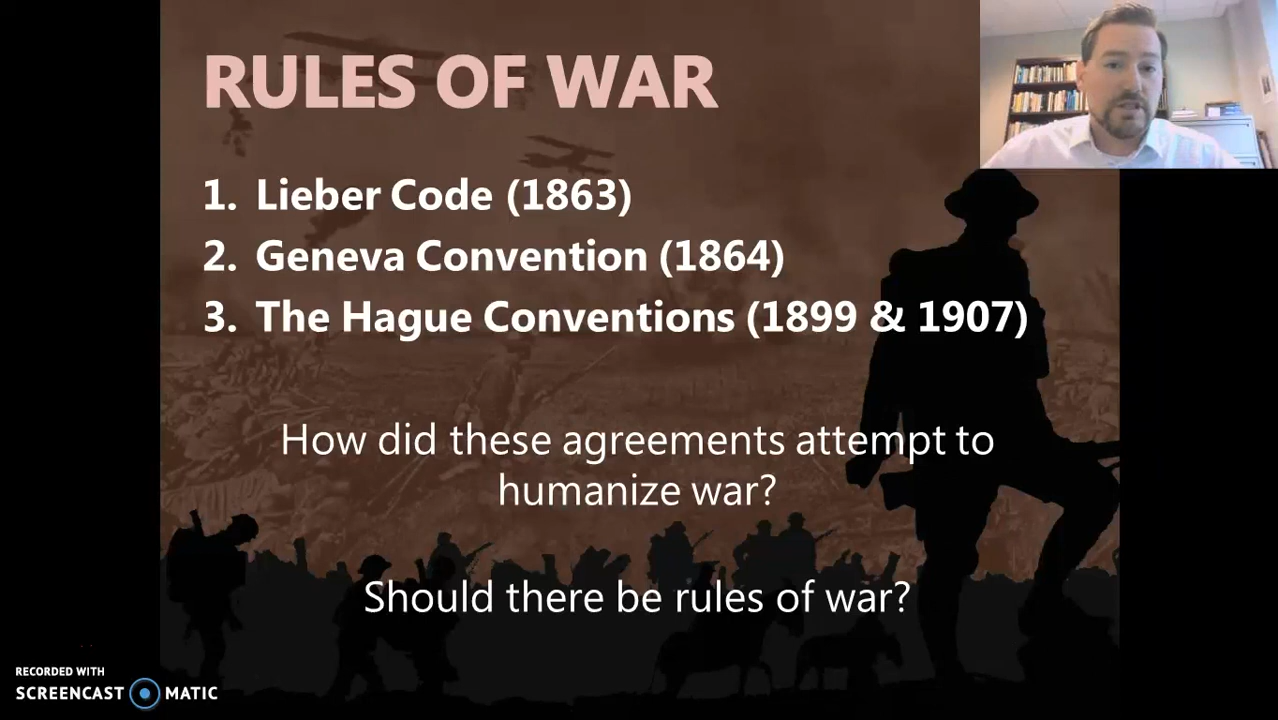 RULES OF WAR
1. Lieber Code (1863)
2. Geneva Convention (1864)
3. The Hague Conventions (1899 & 1907)
How did these agreements attempt to
humanize war?
Should there be rules of war?
RECORDED WITH
SCREENCAST MATIC